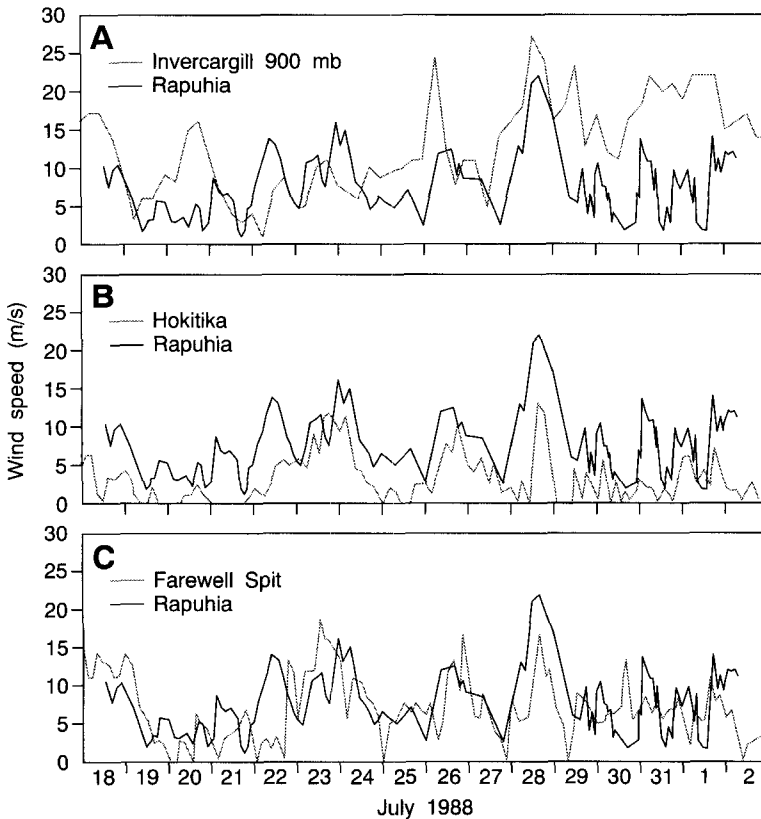 A
Invercargill 900 mb
Rapuhia
30
25
20
15
10
5
0
B
Hokitika
Rapuhia
30
25
20
15
10
5
0
Wind speed (m/s)
C
Farewell Spit
Rapuhia
30
25
20
15
10
5
0
18 19 20 21 22 23 24 25 26 27 28 29 30 31 1 2
July 1988